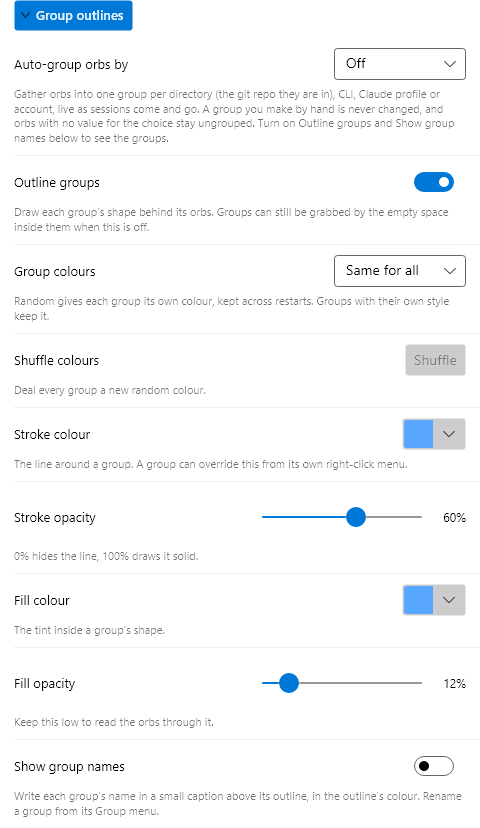 Group outlines
Auto-group orbs by
Off
Gather orbs into one group per directory (the git repo they are in), CLI, Claude profile or
account, live as sessions come and go. A group you make by hand is never changed, and
orbs with no value for the choice stay ungrouped. Turn on Outline groups and Show group
names below to see the groups.
Outline groups
Draw each group's shape behind its orbs. Groups can still be grabbed by the empty space
inside them when this is off.
Group colours
Same for all
Random gives each group its own colour, kept across restarts. Groups with their own style
keep it.
Shuffle colours
Shuffle
Deal every group a new random colour.
Stroke colour
The line around a group. A group can override this from its own right-click menu.
Stroke opacity
60%
0% hides the line, 100% draws it solid.
Fill colour
The tint inside a group's shape.
Fill opacity
12%
Keep this low to read the orbs through it.
Show group names
Write each group's name in a small caption above its outline, in the outline's colour. Rename
a group from its Group menu.